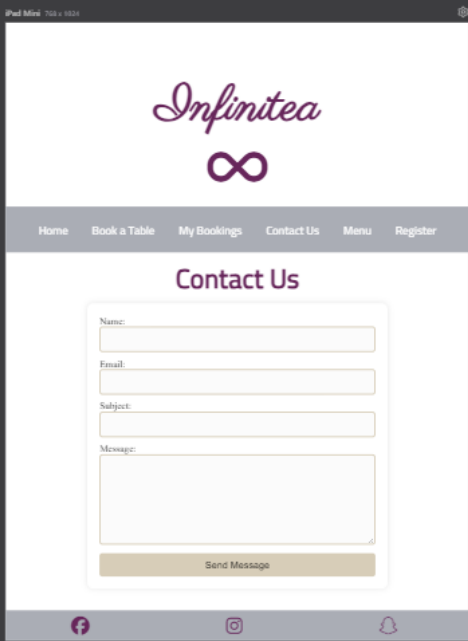 iPad Mini 768 x 1024
Infinitea
Home Book a Table My Bookings Contact Us Menu Register
Contact Us
Name:
Email:
Subject:
Message:
Send Message